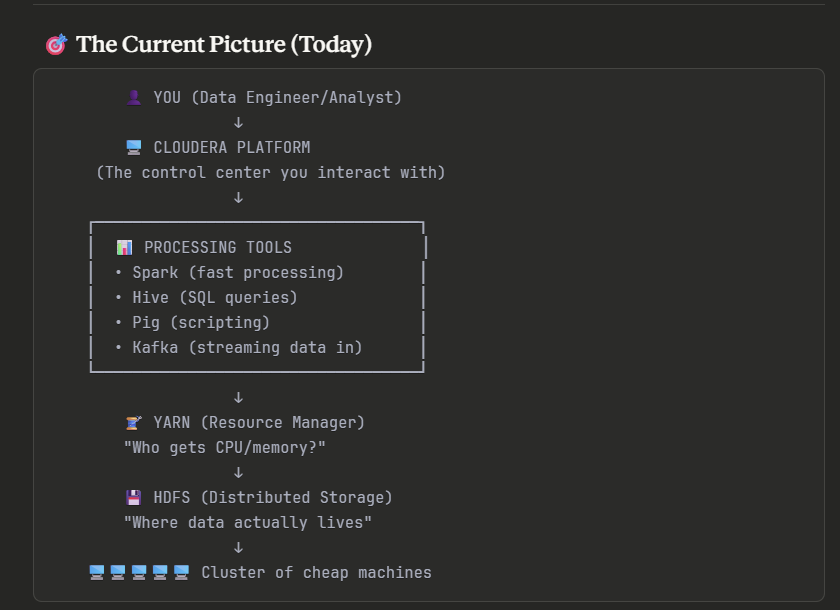 🎯 The Current Picture (Today)
👤 YOU (Data Engineer/Analyst)
↓
🖥️ CLOUDERA PLATFORM
(The control center you interact with)
↓
📊 PROCESSING TOOLS
• Spark (fast processing)
• Hive (SQL queries)
• Pig (scripting)
• Kafka (streaming data in)
↓
🧵 YARN (Resource Manager)
"Who gets CPU/memory?"
↓
💾 HDFS (Distributed Storage)
"Where data actually lives"
↓
🖥️🖥️🖥️🖥️🖥️ Cluster of cheap machines